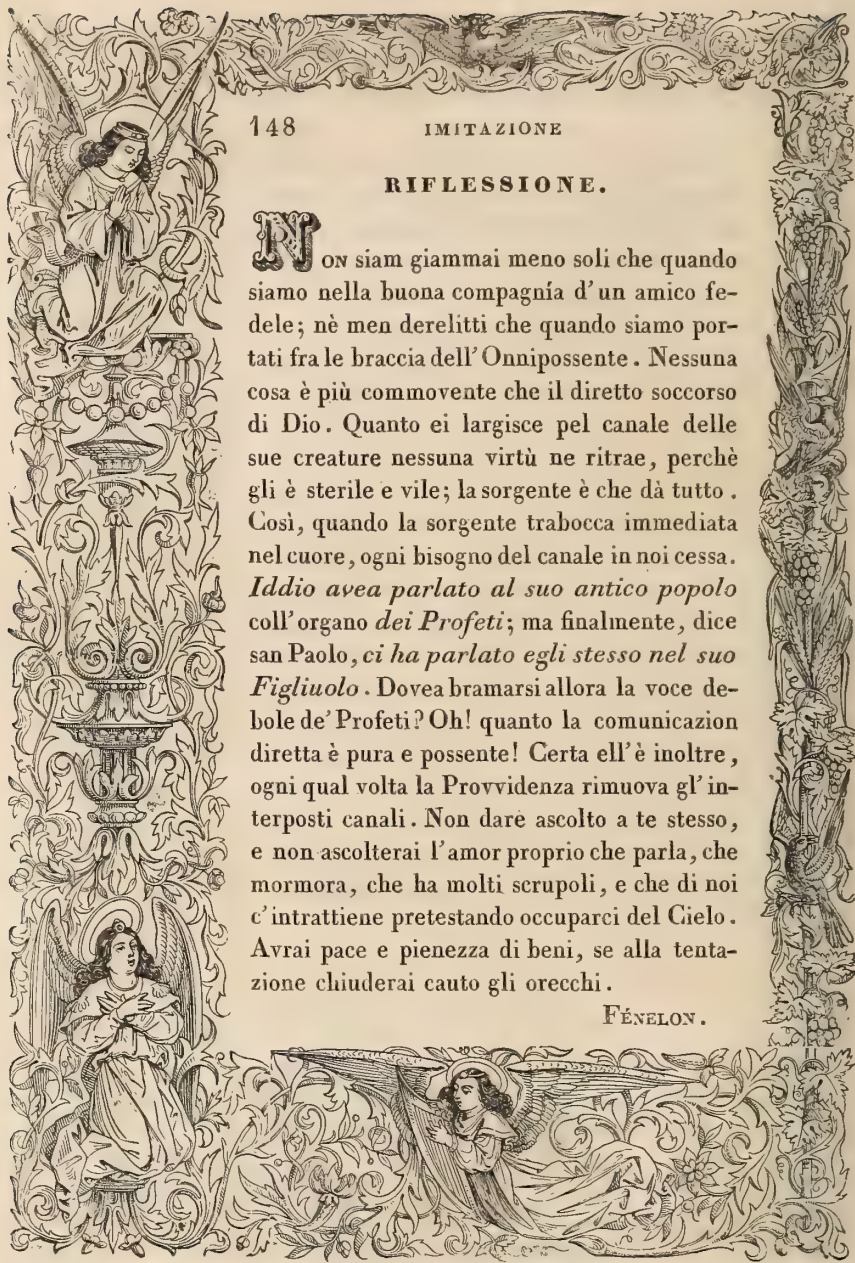 148 IMITAZIONE
RIFLESSIONE.
NON siam giammai meno soli che quando
siamo nella buona compagnía d'un amico fe-
dele; nè men derelitti che quando siamo por-
tati fra le braccia dell'Onnipossente. Nessuna
cosa è più commovente che il diretto soccorso
di Dio. Quanto ei largisce pel canale delle
sue creature nessuna virtù ne ritrae, perchè
gli è sterile e vile; la sorgente è che dà tutto.
Così, quando la sorgente trabocca immediata
nel cuore, ogni bisogno del canale in noi cessa.
Iddio avea parlato al suo antico popolo
coll'organo dei Profeti; ma finalmente, dice
san Paolo, ci ha parlato egli stesso nel suo
Figliuolo. Dovea bramarsi allora la voce de-
bole de' Profeti? Oh! quanto la comunicazion
diretta è pura e possente! Certa ell'è inoltre,
ogni qual volta la Provvidenza rimuova gl'in-
terposti canali. Non dare ascolto a te stesso,
e non ascolterai l'amor proprio che parla, che
mormora, che ha molti scrupoli, e che di noi
c'intrattiene pretestando occuparci del Cielo.
Avrai pace e pienezza di beni, se alla tenta-
zione chiuderai cauto gli orecchi.
FÉNELON.